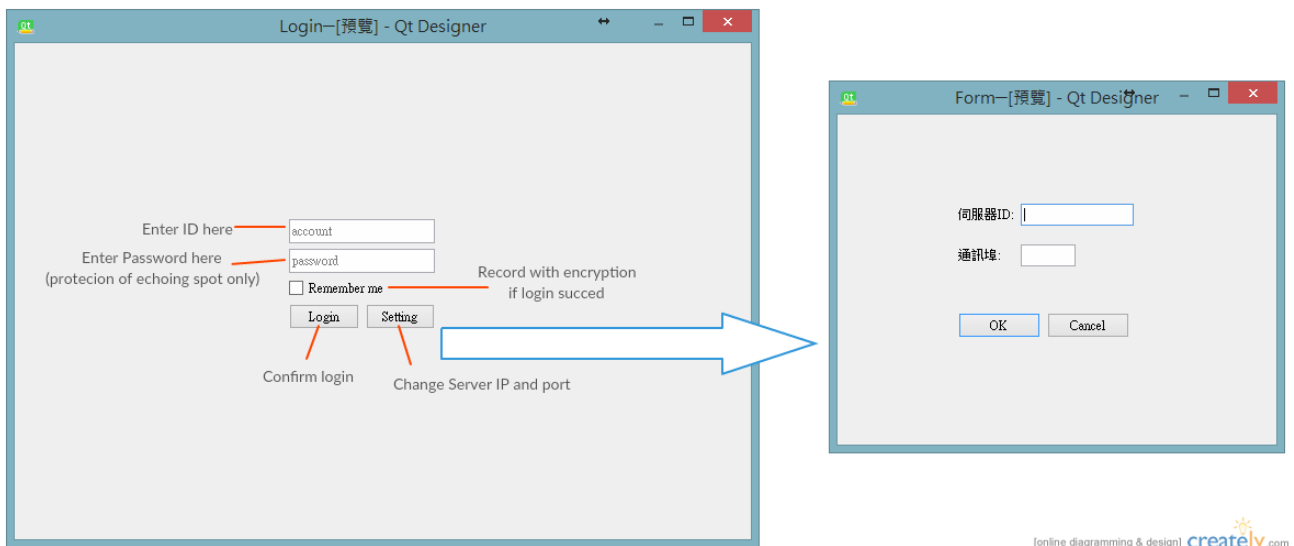 Login—[預覽] - Qt Designer
Enter ID here
account
Enter Password here
(protecion of echoing spot only)
password
Remember me
Record with encryption
if login succed
Login
Setting
Confirm login
Change Server IP and port
Form—[預覽] - Qt Designer
伺服器ID:
通訊埠:
OK
Cancel
[online diagramming & design] creately.com